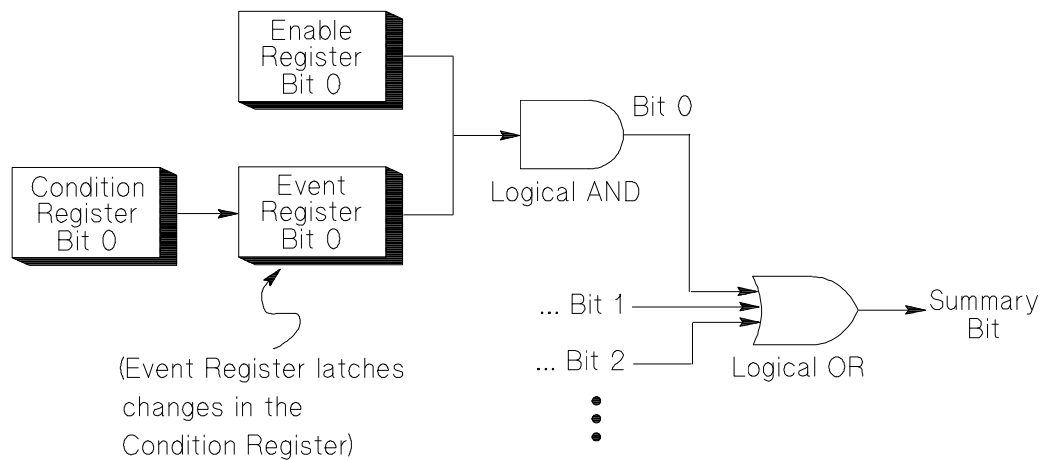 Enable
Register
Bit 0
Bit 0
Condition
Register
Bit 0
Event
Register
Bit 0
Logical AND
... Bit 1
Summary
Bit
... Bit 2
Logical OR
(Event Register latches
changes in the
Condition Register)